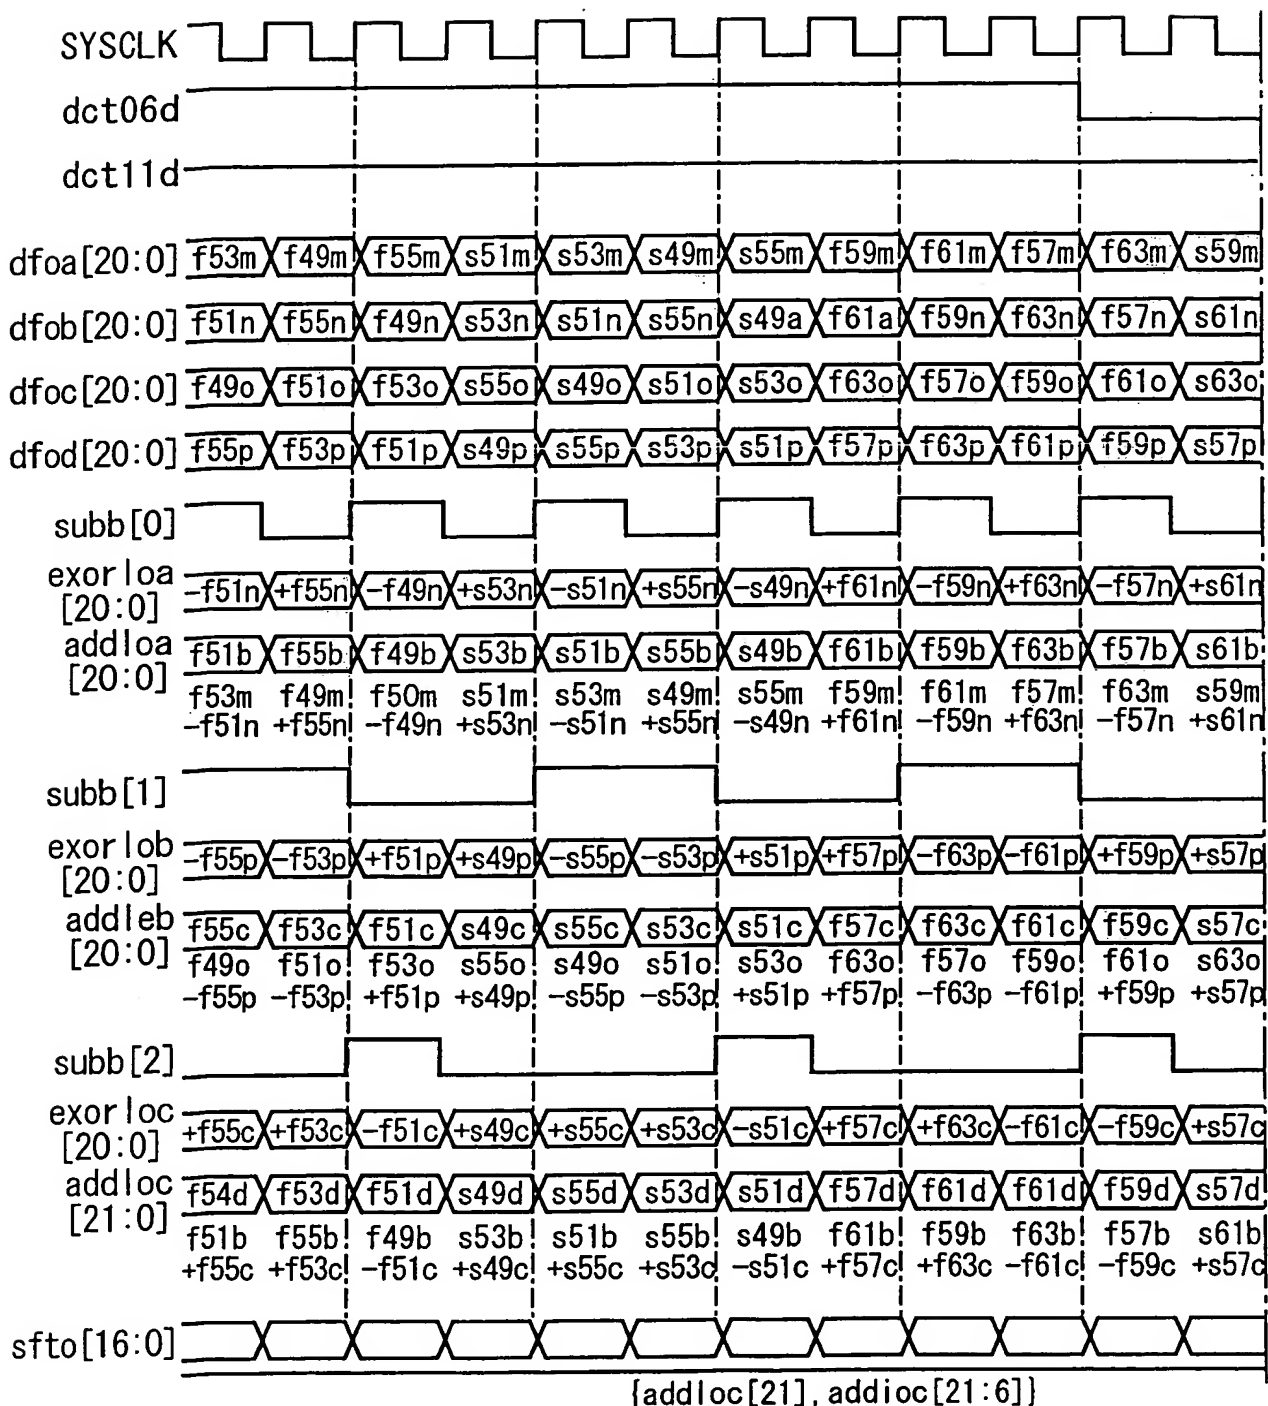 SYSCLK
dct06d
dct11d
dfoa[20:0] f53m f49m f55m s51m s53m s49m s55m f59m f61m f57m f63m s59m
dfob[20:0] f51n f55n f49n s53n s51n s55n s49a f61a f59n f63n f57n s61n
dfoc[20:0] f49o f51o f53o s55o s49o s51o s53o f63o f57o f59o f61o s63o
dfod[20:0] f55p f53p f51p s49p s55p s53p s51p f57p f63p f61p f59p s57p
subb[0]
exorloa
[20:0] -f51n +f55n -f49n +s53n -s51n +s55n -s49n +f61n -f59n +f63n -f57n +s61n
addloa
[20:0] f51b f55b f49b s53b s51b s55b s49b f61b f59b f63b f57b s61b
f53m f49m f50m s51m s53m s49m s55m f59m f61m f57m f63m s59m
-f51n +f55n -f49n +s53n -s51n +s55n -s49n +f61n -f59n +f63n -f57n +s61n
subb[1]
exorlob
[20:0] -f55p -f53p +f51p +s49p -s55p -s53p +s51p +f57p -f63p -f61p +f59p +s57p
addleb
[20:0] f55c f53c f51c s49c s55c s53c s51c f57c f63c f61c f59c s57c
f49o f51o f53o s55o s49o s51o s53o f63o f57o f59o f61o s63o
-f55p -f53p +f51p +s49p -s55p -s53p +s51p +f57p -f63p -f61p +f59p +s57p
subb[2]
exorloc
[20:0] +f55c +f53c -f51c +s49c +s55c +s53c -s51c +f57c +f63c -f61c -f59c +s57c
addloc
[21:0] f54d f53d f51d s49d s55d s53d s51d f57d f61d f61d f59d s57d
f51b f55b f49b s53b s51b s55b s49b f61b f59b f63b f57b s61b
+f55c +f53c -f51c +s49c +s55c +s53c -s51c +f57c +f63c -f61c -f59c +s57c
sfto[16:0]
{addloc[21], addioc[21:6]}